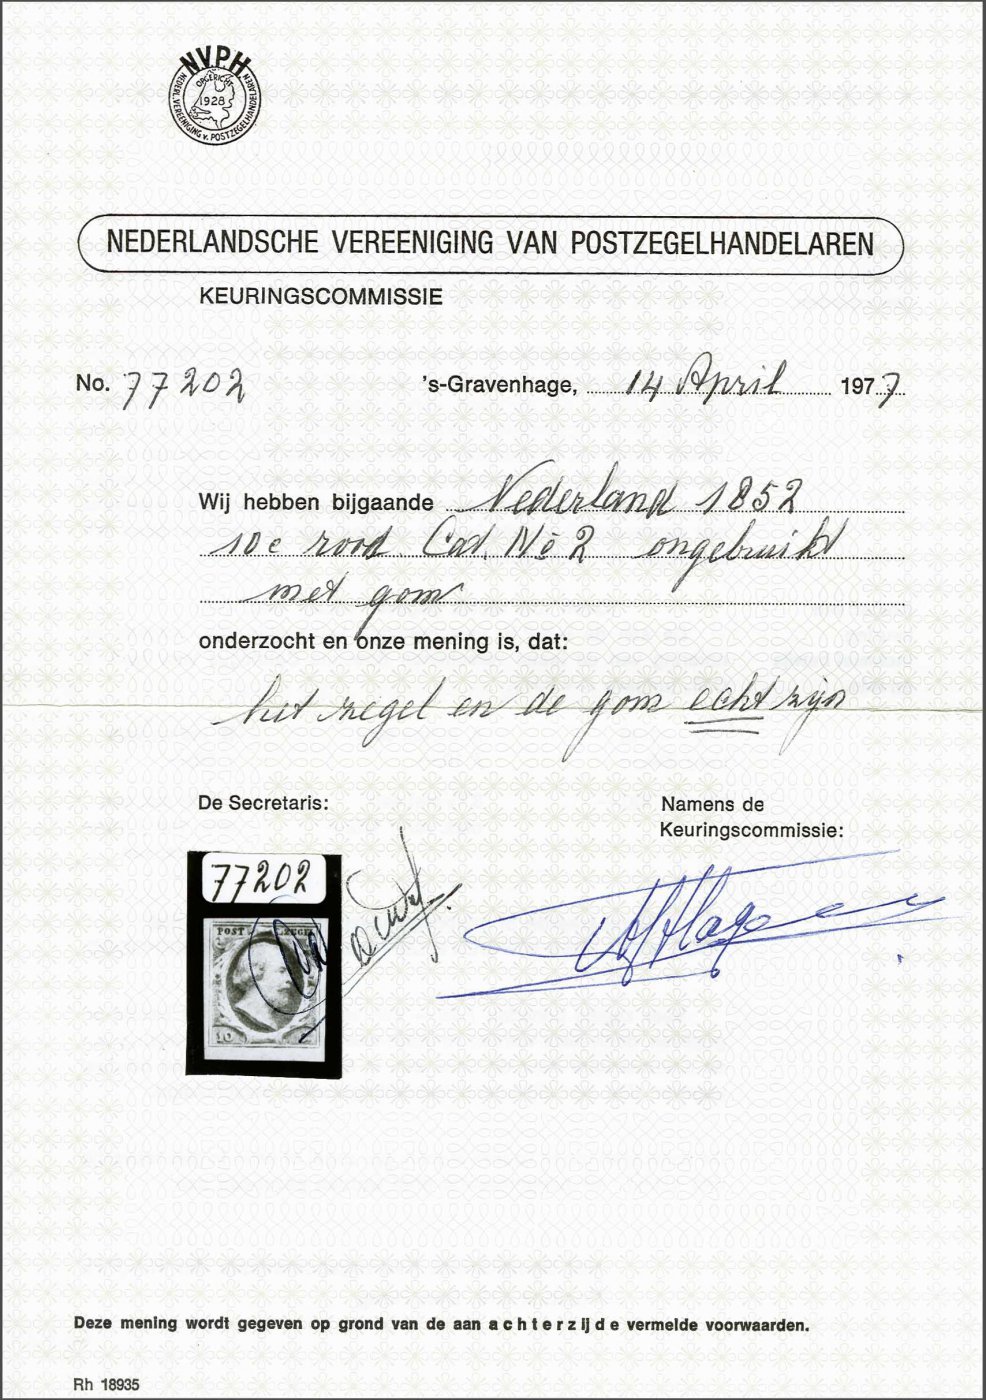 N.V.P.H.
NEDERL. VEREENIGING v. POSTZEGELHANDELAREN
OPGERICHT
1928
NEDERLANDSCHE VEREENIGING VAN POSTZEGELHANDELAREN
KEURINGSCOMMISSIE
No. 77202 's-Gravenhage, 14 April 1977
Wij hebben bijgaande Nederland 1852
10c rood Cat. No 2 ongebruikt
met gom
onderzocht en onze mening is, dat:
het zegel en de gom echt zijn
De Secretaris: Namens de
Keuringscommissie:
77202
POST ZEGEL
10
Deze mening wordt gegeven op grond van de aan achterzijde vermelde voorwaarden.
Rh 18935